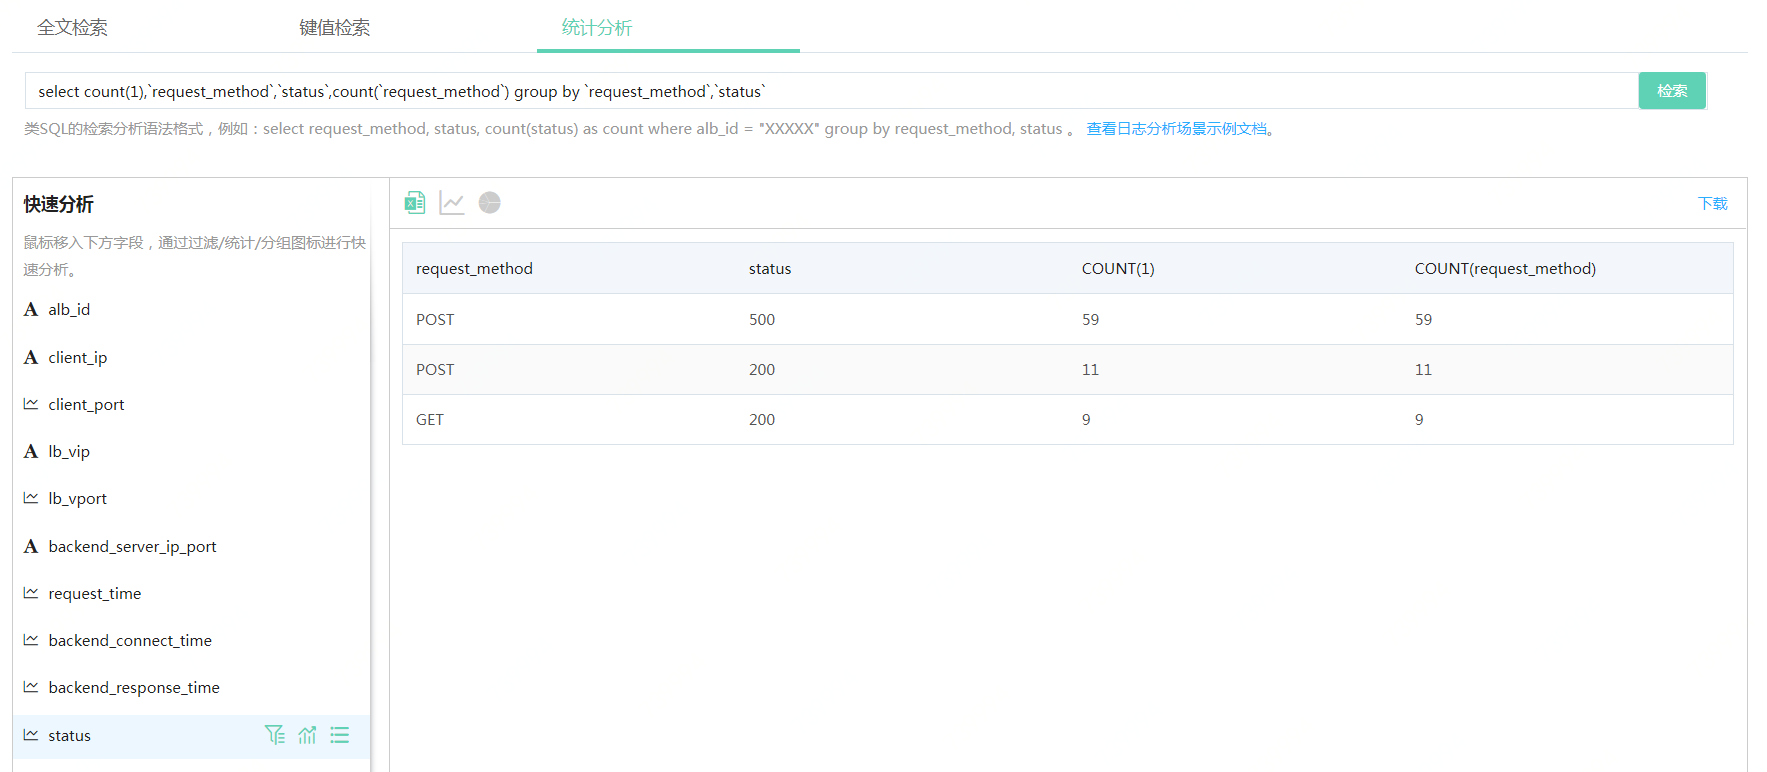 全文检索 键值检索 统计分析
select count(1),`request_method`,`status`,count(`request_method`) group by `request_method`,`status` 检索
类SQL的检索分析语法格式，例如：select request_method, status, count(status) as count where alb_id = "XXXXX" group by request_method, status 。 查看日志分析场景示例文档。
快速分析
鼠标移入下方字段，通过过滤/统计/分组图标进行快
速分析。
A alb_id
A client_ip
client_port
A lb_vip
lb_vport
A backend_server_ip_port
request_time
backend_connect_time
backend_response_time
status
下载
request_method status COUNT(1) COUNT(request_method)
POST 500 59 59
POST 200 11 11
GET 200 9 9